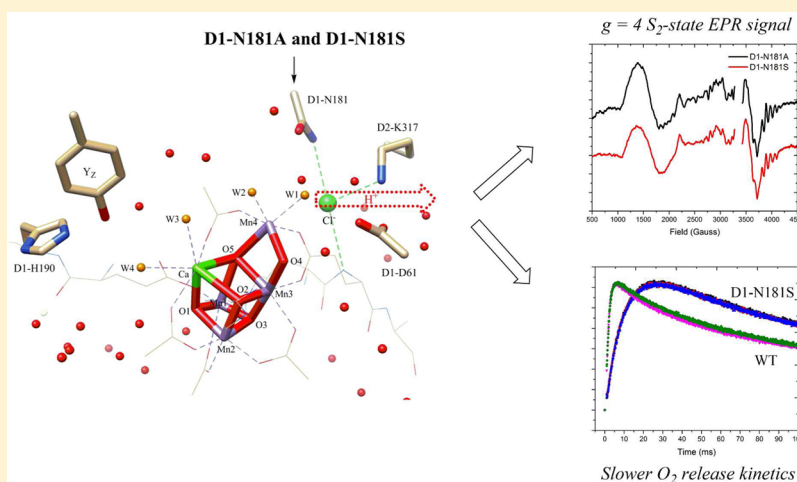 D1-N181A and D1-N181S
D1-N181
D2-K317
Y_Z
W1
W2
W3
W4
H⁺
Cl⁻
Mn4
D1-H190
D1-D61
O5
O4
Ca
O2
Mn3
O1
O3
Mn2
g = 4 S₂-state EPR signal
D1-N181A
D1-N181S
500 1000 1500 2000 2500 3000 3500 4000
Field (Gauss)
D1-N181S
WT
0 10 20 30 40 50 60 70 80 90
Time (ms)
Slower O₂ release kinetics